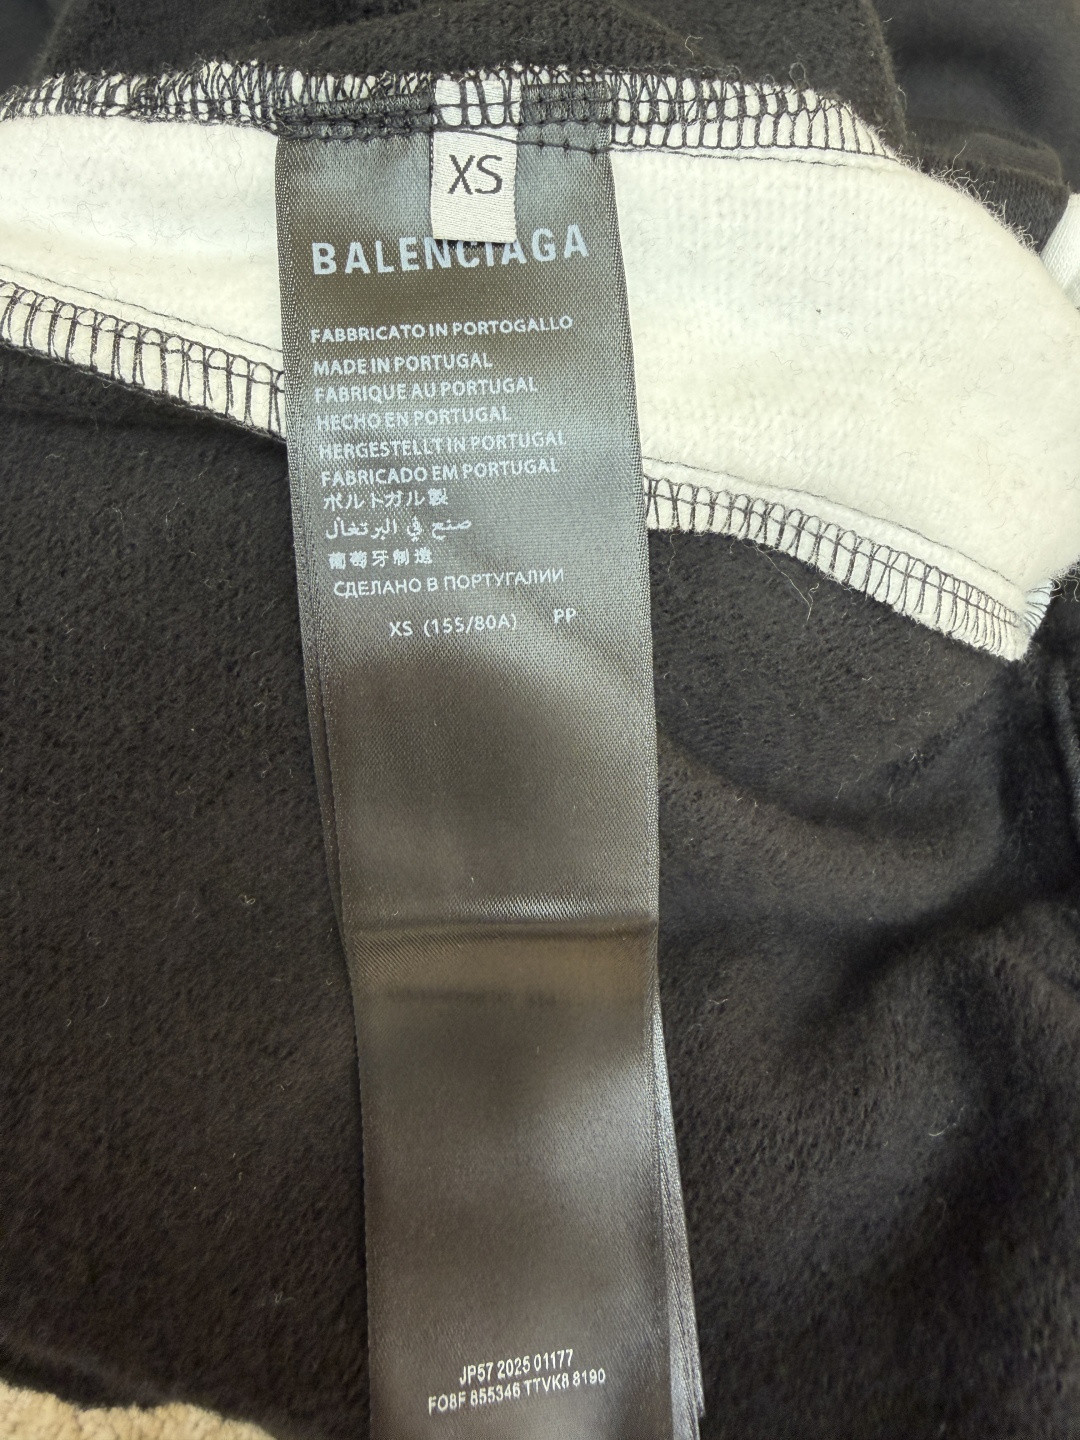 XS
BALENCIAGA
FABBRICATO IN PORTOGALLO
MADE IN PORTUGAL
FABRIQUE AU PORTUGAL
HECHO EN PORTUGAL
HERGESTELLT IN PORTUGAL
FABRICADO EM PORTUGAL
ポルトガル製
صنع في البرتغال
葡萄牙制造
СДЕЛАНО В ПОРТУГАЛИИ
XS (155/80A) PP
JP57 2025 01177
FO8F 855346 TTVK8 8190